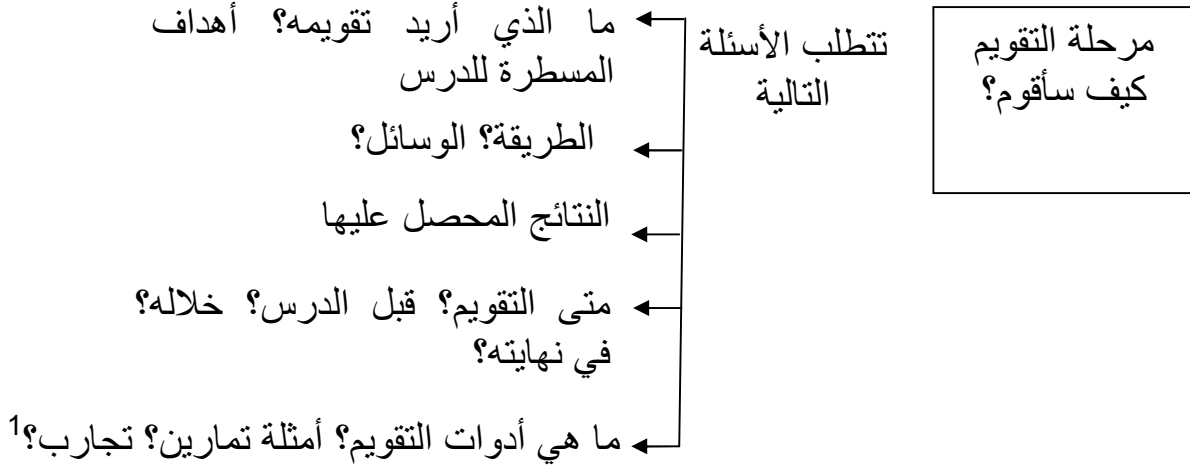 مرحلة التقويم
كيف سأقوم؟
تتطلب الأسئلة
التالية
ما الذي أريد تقويمه؟ أهداف
المسطرة للدرس
الطريقة؟ الوسائل؟
النتائج المحصل عليها
متى التقويم؟ قبل الدرس؟ خلاله؟
في نهايته؟
ما هي أدوات التقويم؟ أمثلة تمارين؟ تجارب؟1